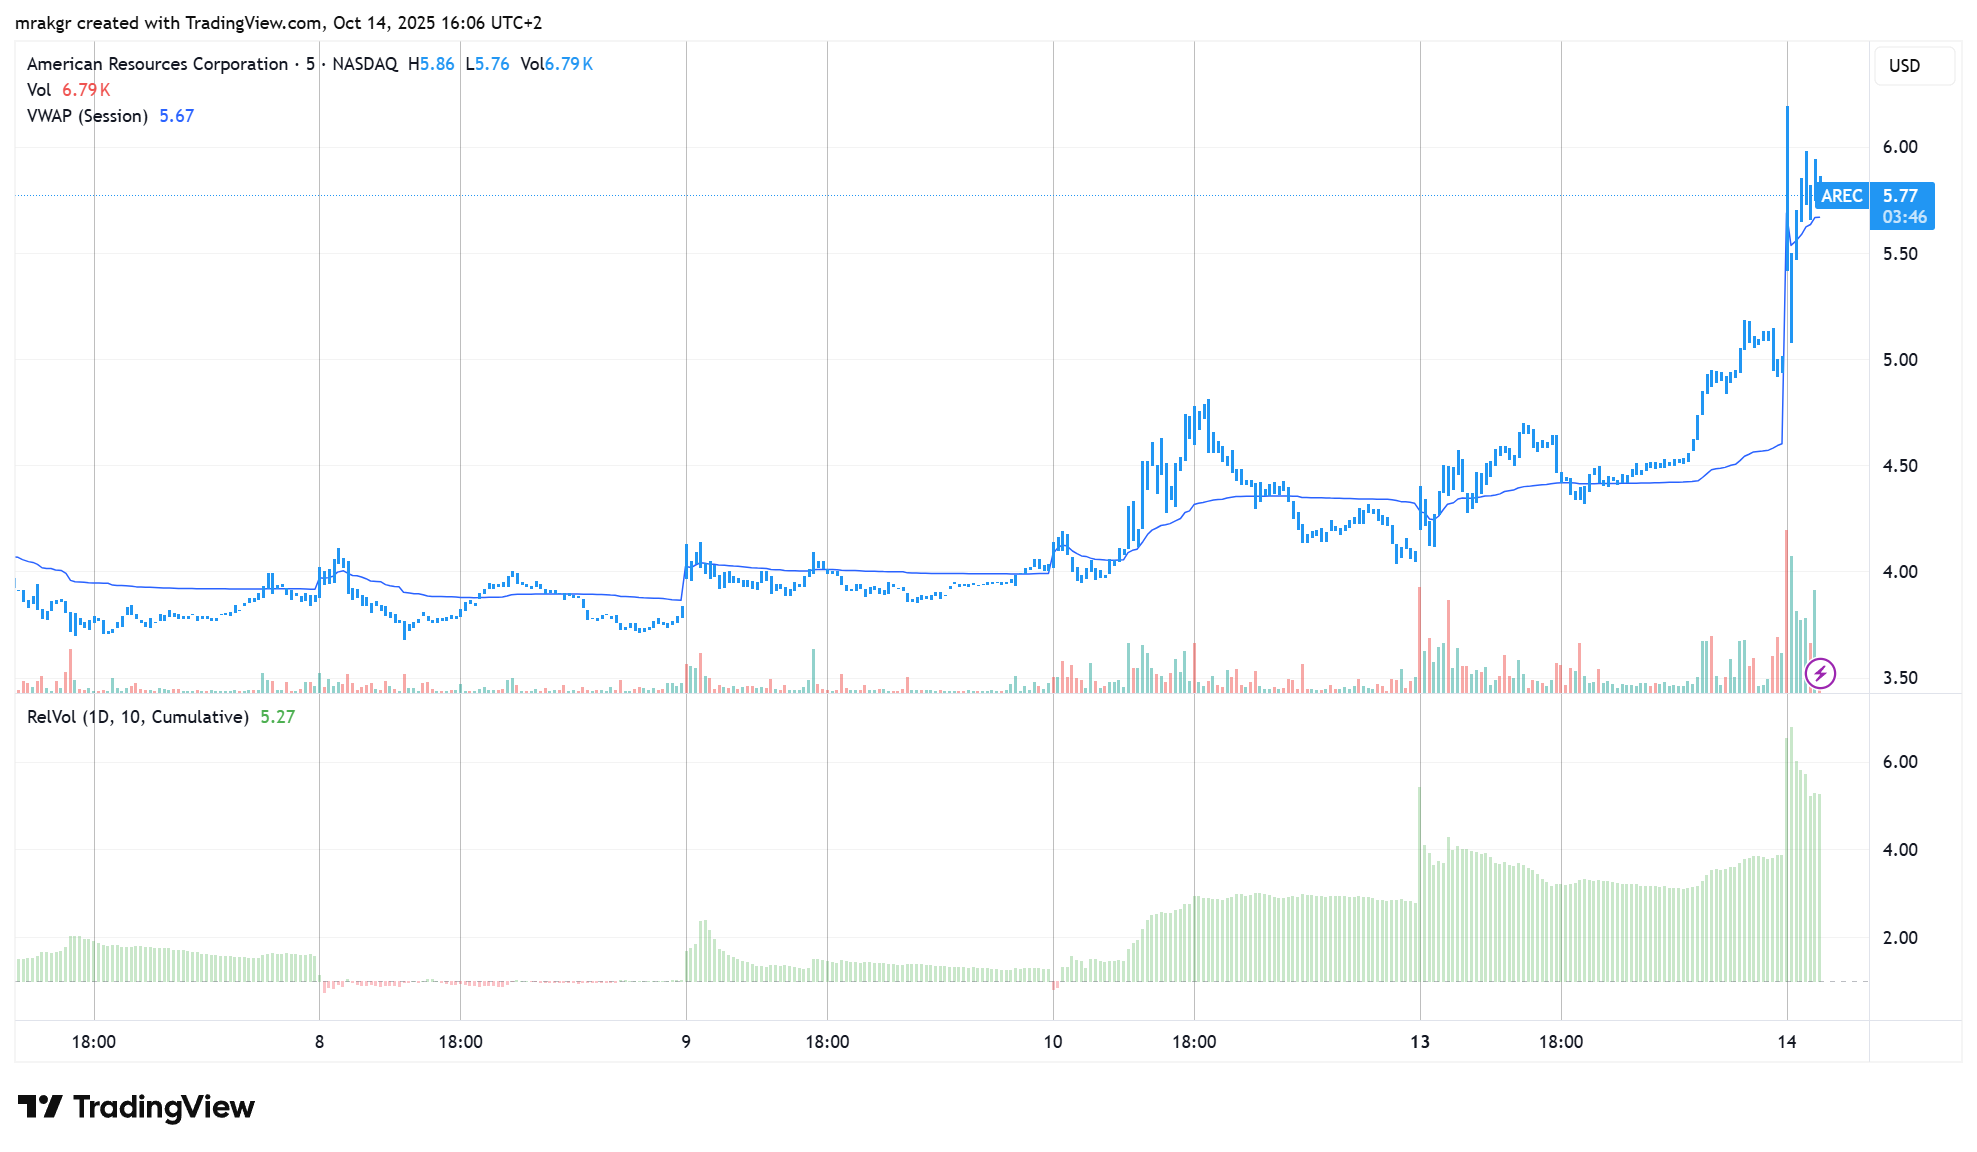 mrakgr created with TradingView.com, Oct 14, 2025 16:06 UTC+2
American Resources Corporation · 5 · NASDAQ H5.86 L5.76 Vol6.79 K
Vol 6.79 K
VWAP (Session) 5.67
USD
6.00
AREC 5.77
03:46
5.50
5.00
4.50
4.00
3.50
RelVol (1D, 10, Cumulative) 5.27
6.00
4.00
2.00
18:00 8 18:00 9 18:00 10 18:00 13 18:00 14
TradingView